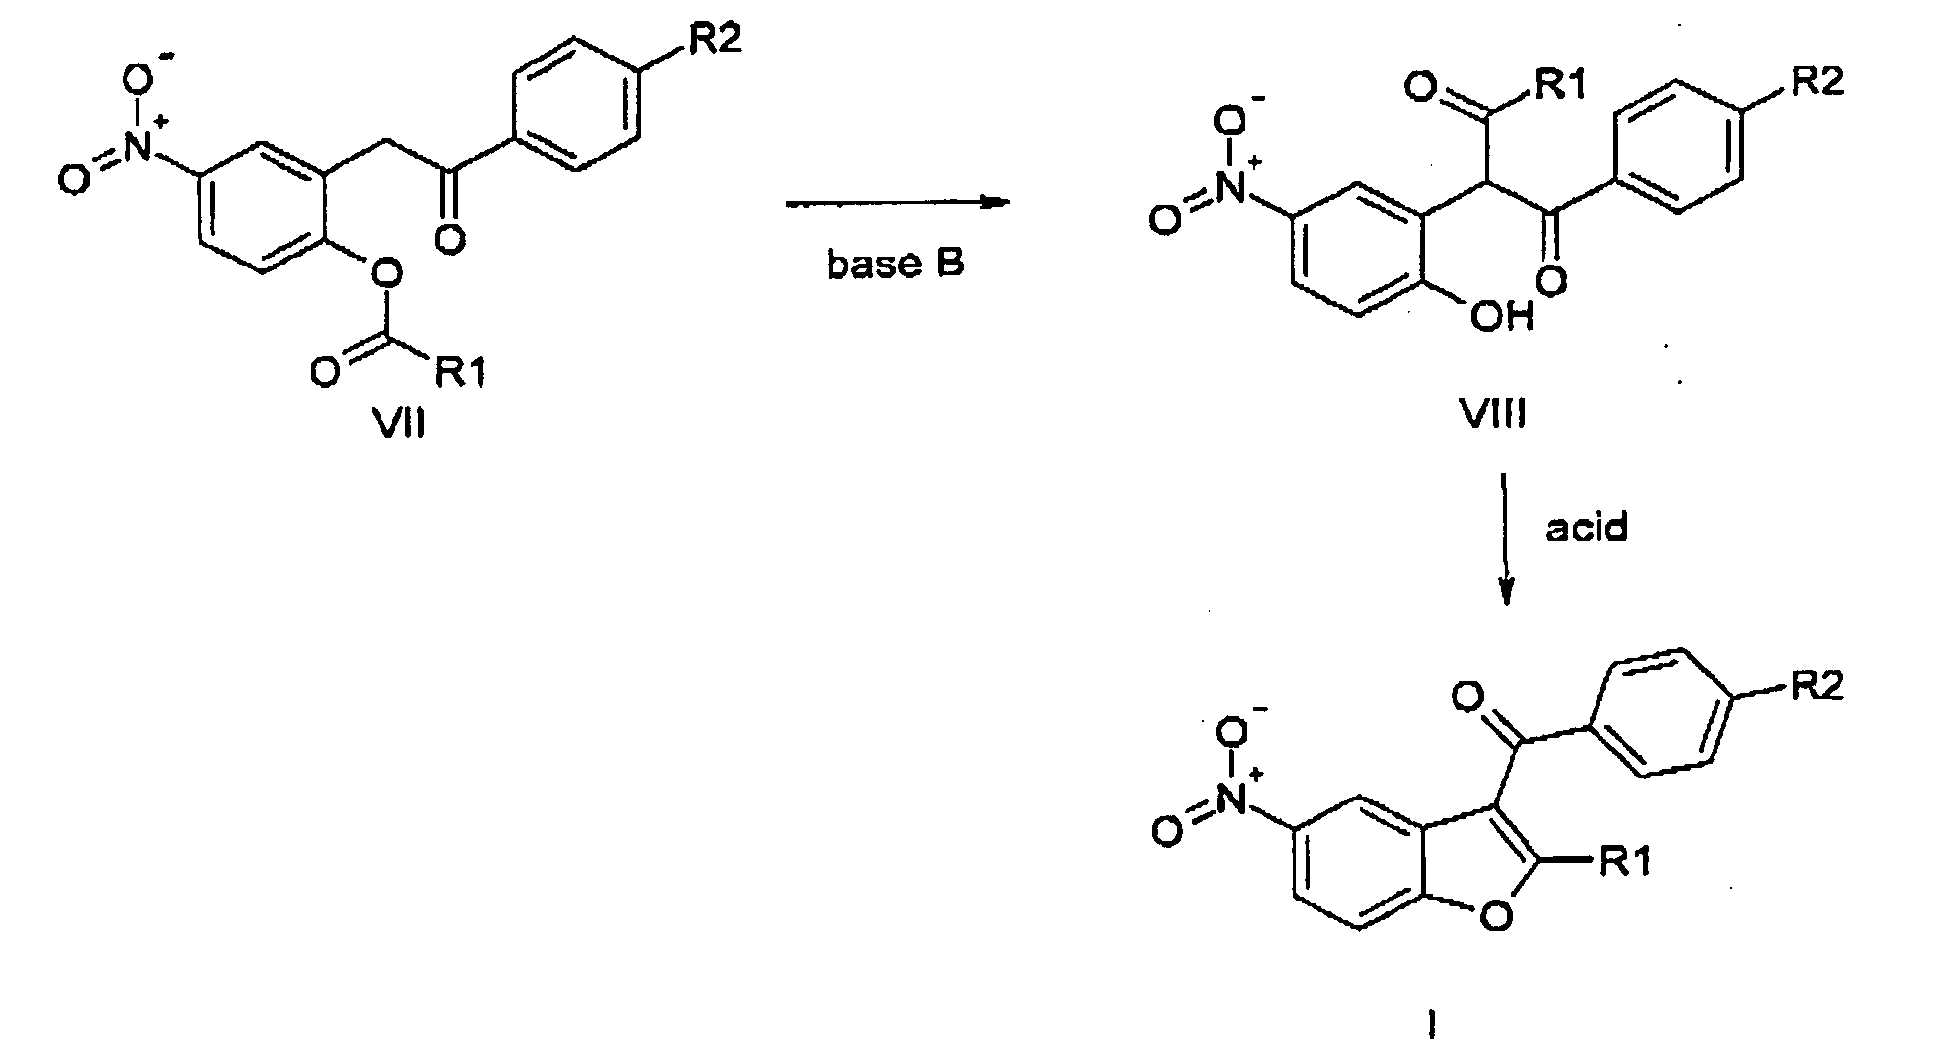 R2
O -
N +
O
O
O
O
R1
VII
base B
O
R1
R2
O -
N +
O
O
OH
VIII
acid
O
R2
O -
N +
O
R1
O
I